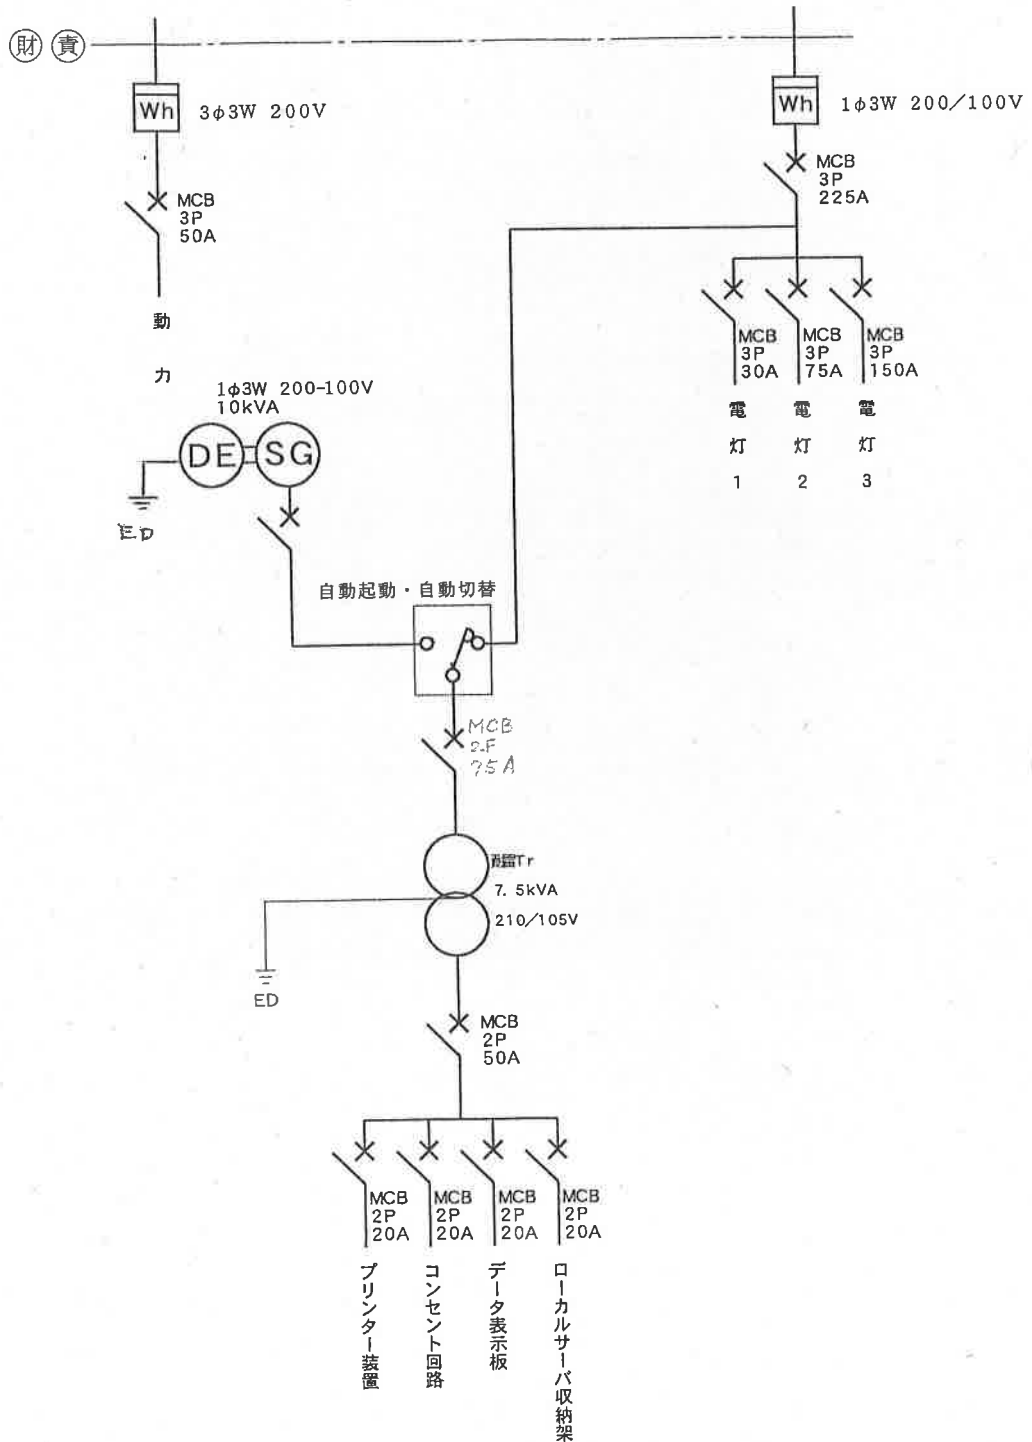 財 責
Wh
3φ3W 200V
MCB
3P
50A
動力
Wh
1φ3W 200/100V
MCB
3P
225A
MCB
3P
30A
電灯1
MCB
3P
75A
電灯2
MCB
3P
150A
電灯3
1φ3W 200-100V
10kVA
DE
SG
ED
自動起動・自動切替
MCB
75A
Tr
7.5kVA
210/105V
ED
MCB
2P
50A
MCB
2P
20A
プリンター装置
MCB
2P
20A
コンセント回路
MCB
2P
20A
データ表示板
MCB
2P
20A
ローカルサーバ収納架